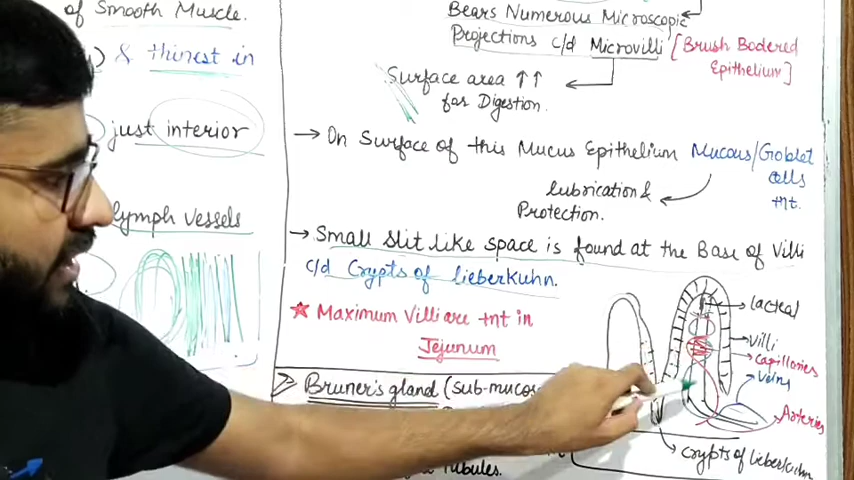 of Smooth Muscle.
& thinest in
just interior
lymph vessels
Bears Numerous Microscopic
Projections c/d Microvilli [Brush Bodered
Epithelium]
Surface area ↑↑
for Digestion.
→ On Surface of this Mucus Epithelium Mucous/Goblet
cells
+nt.
lubrication &
Protection.
→ Small slit like space is found at the Base of Villi
c/d Crypts of lieberkuhn.
★ Maximum Villi are +nt in
Jejunum
Bruner's gland (Sub-mucos
Tubules.
lacteal
Villi
Capillaries
Veins
Arteries
crypts of lieberkuhn